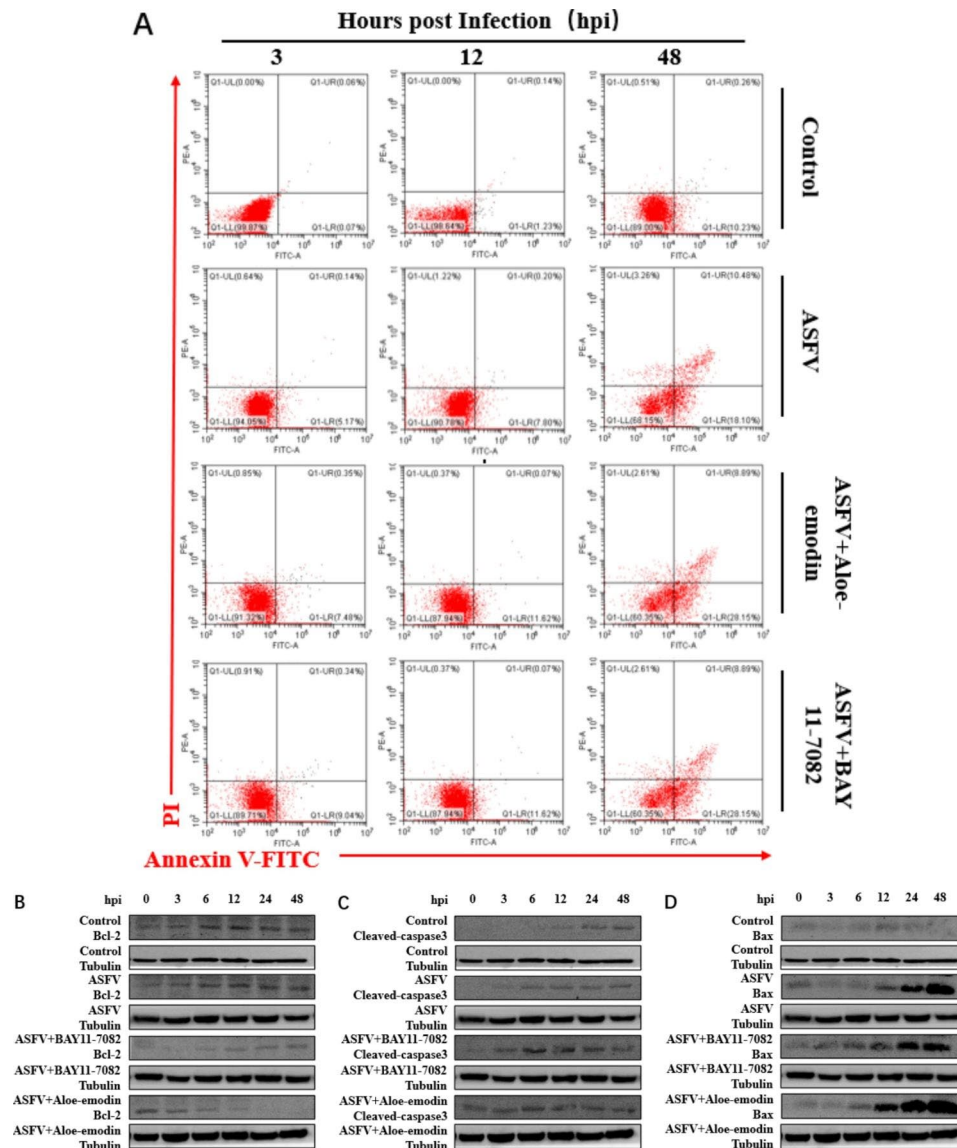 A
Hours post Infection (hpi)
3 12 48
Q1-UL(0.00%) Q1-UR(0.06%)
Q1-LL(99.87%) Q1-LR(0.07%)
Q1-UL(0.00%) Q1-UR(0.14%)
Q1-LL(98.64%) Q1-LR(1.23%)
Q1-UL(0.51%) Q1-UR(0.26%)
Q1-LL(89.00%) Q1-LR(10.23%)
PE-A
FITC-A
Control
Q1-UL(0.64%) Q1-UR(0.14%)
Q1-LL(94.05%) Q1-LR(5.17%)
Q1-UL(1.22%) Q1-UR(0.20%)
Q1-LL(90.78%) Q1-LR(7.80%)
Q1-UL(3.26%) Q1-UR(10.48%)
Q1-LL(68.15%) Q1-LR(18.10%)
PE-A
FITC-A
ASFV
Q1-UL(0.85%) Q1-UR(0.35%)
Q1-LL(91.32%) Q1-LR(7.48%)
Q1-UL(0.37%) Q1-UR(0.07%)
Q1-LL(87.94%) Q1-LR(11.62%)
Q1-UL(2.61%) Q1-UR(8.89%)
Q1-LL(60.35%) Q1-LR(28.15%)
PE-A
FITC-A
ASFV+Aloe-
emodin
Q1-UL(0.91%) Q1-UR(0.34%)
Q1-LL(89.71%) Q1-LR(9.04%)
Q1-UL(0.37%) Q1-UR(0.07%)
Q1-LL(87.94%) Q1-LR(11.62%)
Q1-UL(2.61%) Q1-UR(8.89%)
Q1-LL(60.35%) Q1-LR(28.15%)
PE-A
FITC-A
ASFV+BAY
11-7082
PI
Annexin V-FITC
B
hpi 0 3 6 12 24 48
Control
Bcl-2
Control
Tubulin
ASFV
Bcl-2
ASFV
Tubulin
ASFV+BAY11-7082
Bcl-2
ASFV+BAY11-7082
Tubulin
ASFV+Aloe-emodin
Bcl-2
ASFV+Aloe-emodin
Tubulin
C
hpi 0 3 6 12 24 48
Control
Cleaved-caspase3
Control
Tubulin
ASFV
Cleaved-caspase3
ASFV
Tubulin
ASFV+BAY11-7082
Cleaved-caspase3
ASFV+BAY11-7082
Tubulin
ASFV+Aloe-emodin
Cleaved-caspase3
ASFV+Aloe-emodin
Tubulin
D
hpi 0 3 6 12 24 48
Control
Bax
Control
Tubulin
ASFV
Bax
ASFV
Tubulin
ASFV+BAY11-7082
Bax
ASFV+BAY11-7082
Tubulin
ASFV+Aloe-emodin
Bax
ASFV+Aloe-emodin
Tubulin